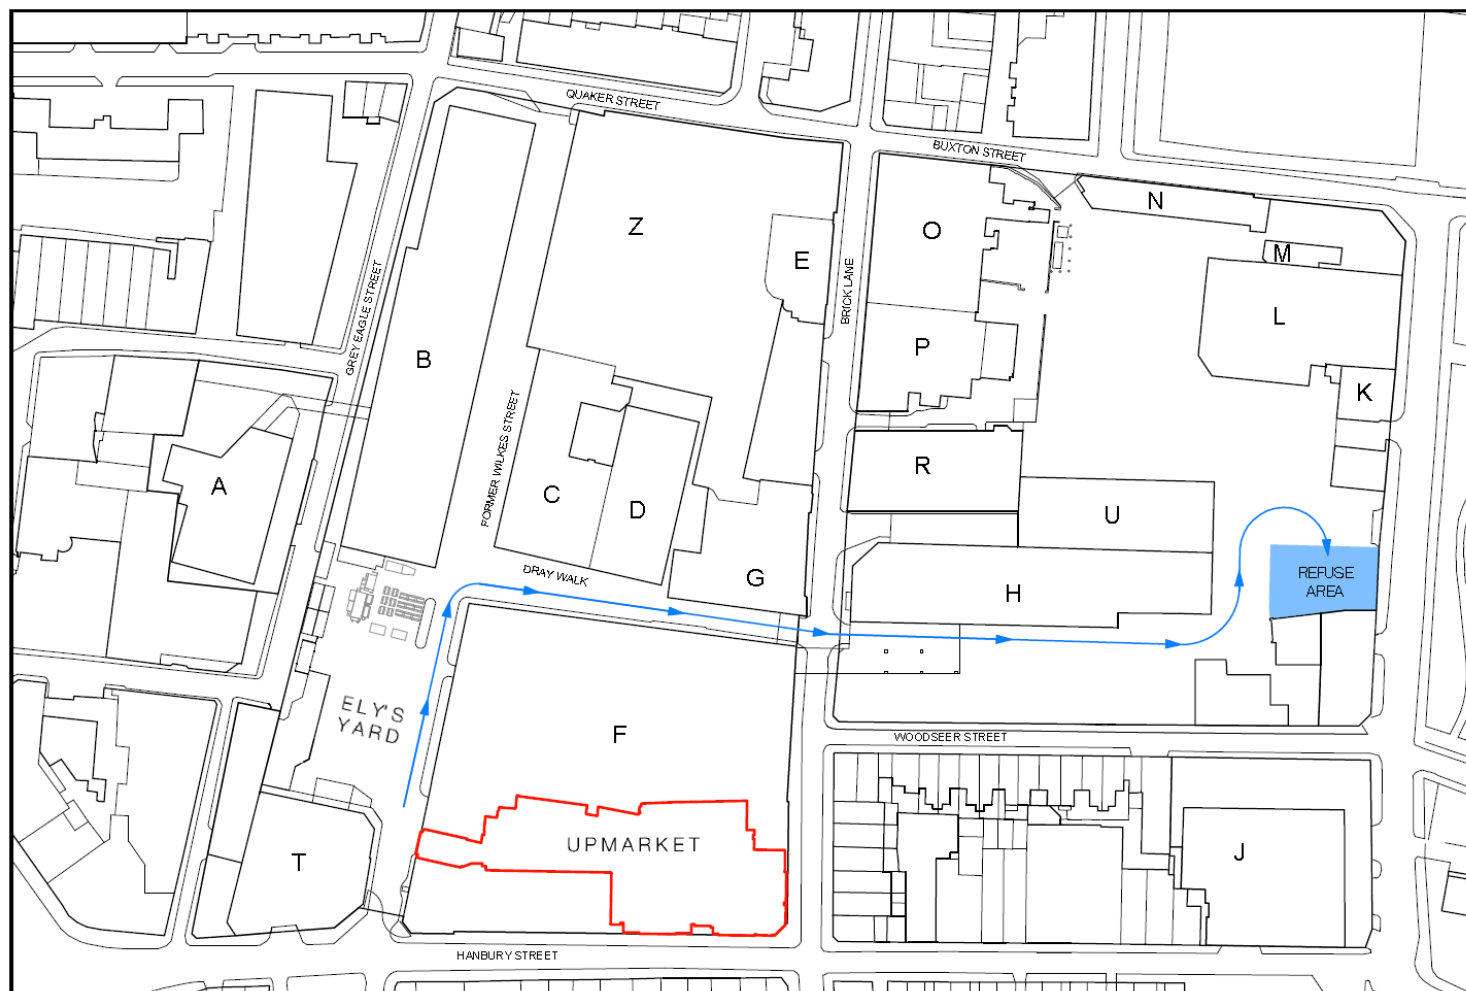 QUAKER STREET
BUXTON STREET
N
Z
O
E
M
BRICK LANE
GREY EAGLE STREET
L
P
B
K
FORMER WILKES STREET
R
A
C
D
U
DRAY WALK
G
H
REFUSE
AREA
ELY'S
YARD
F
WOODSEER STREET
UPMARKET
T
J
HANBURY STREET